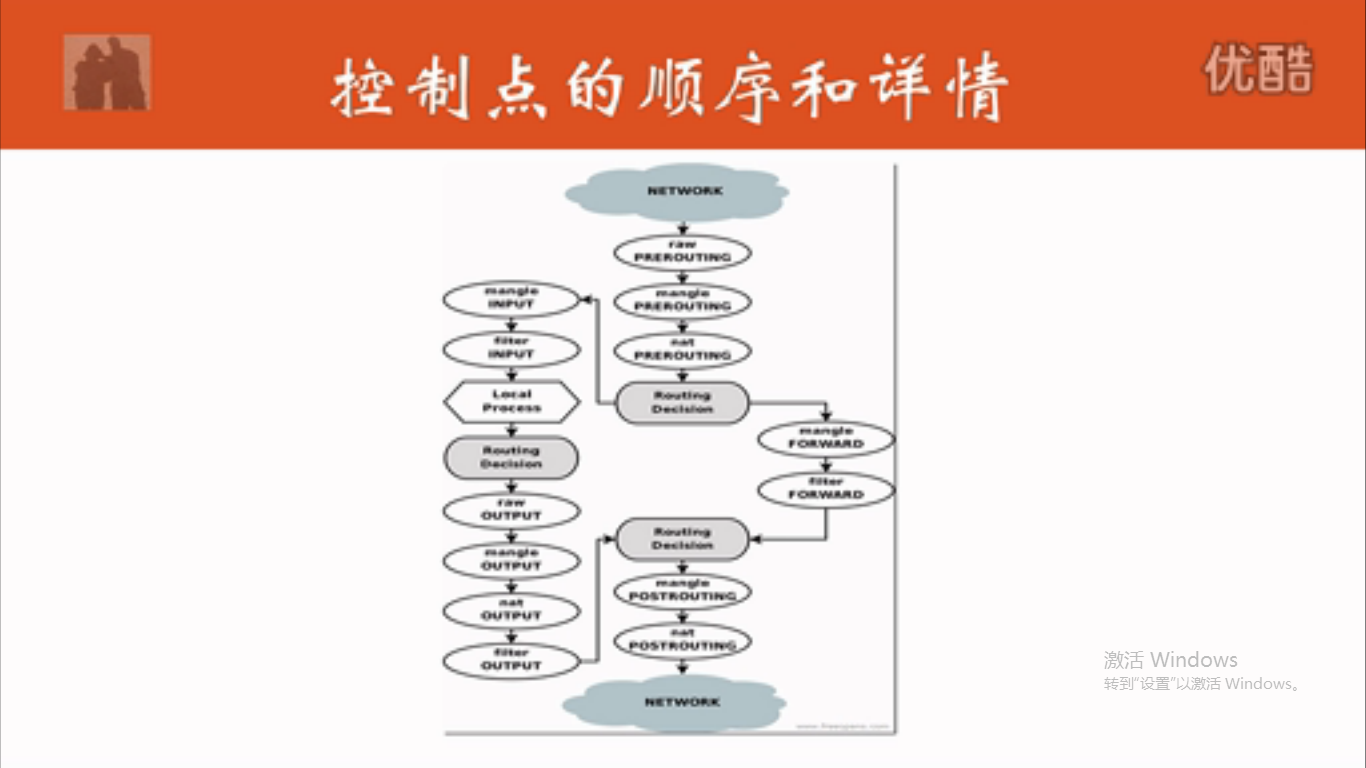 控制点的顺序和详情
优酷
NETWORK
raw
PREROUTING
mangle
PREROUTING
nat
PREROUTING
Routing
Decision
mangle
INPUT
filter
INPUT
Local
Process
Routing
Decision
raw
OUTPUT
mangle
OUTPUT
nat
OUTPUT
filter
OUTPUT
mangle
FORWARD
filter
FORWARD
Routing
Decision
mangle
POSTROUTING
nat
POSTROUTING
NETWORK
激活 Windows
转到"设置"以激活 Windows。